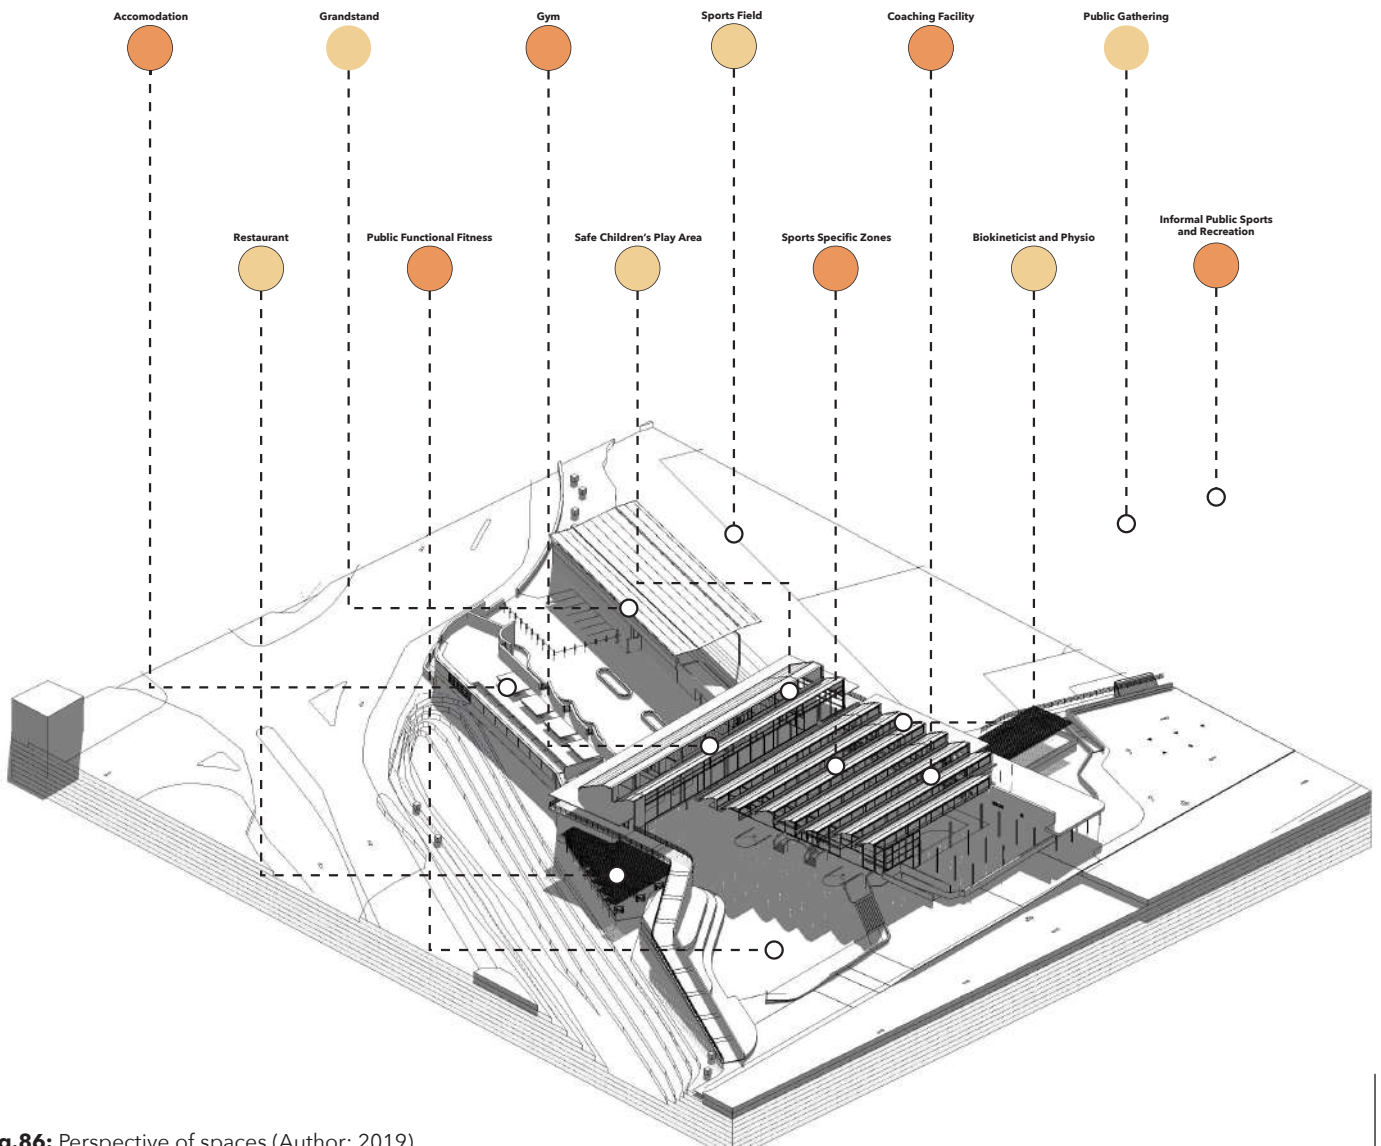 Accomodation
Grandstand
Gym
Sports Field
Coaching Facility
Public Gathering
Restaurant
Public Functional Fitness
Safe Children's Play Area
Sports Specific Zones
Biokineticist and Physio
Informal Public Sports
and Recreation
g.86: Perspective of spaces (Author; 2019)